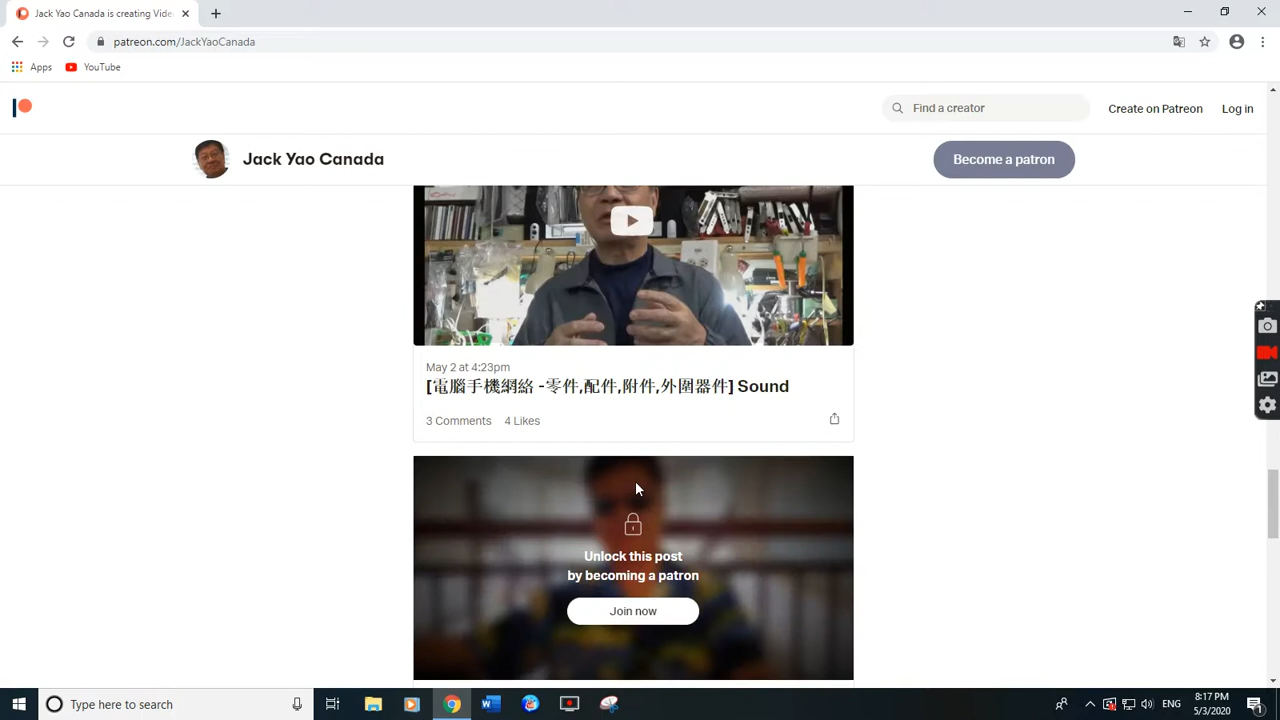 Jack Yao Canada is creating Vide
patreon.com/JackYaoCanada
Apps
YouTube
Find a creator
Create on Patreon
Log in
Jack Yao Canada
Become a patron
May 2 at 4:23pm
[電腦手機網絡 -零件,配件,附件,外圍器件] Sound
3 Comments
4 Likes
Unlock this post
by becoming a patron
Join now
Type here to search
ENG
8:17 PM
5/3/2020
1